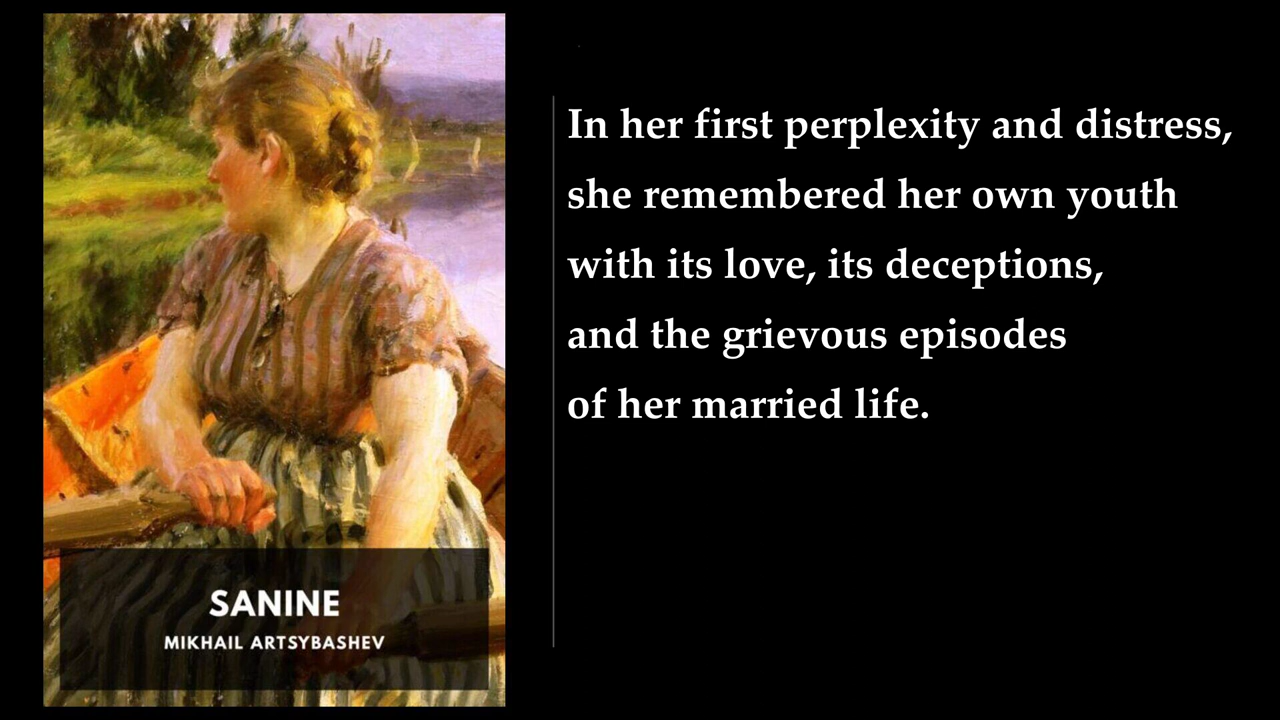 SANINE
MIKHAIL ARTSYBASHEV
In her first perplexity and distress,
she remembered her own youth
with its love, its deceptions,
and the grievous episodes
of her married life.